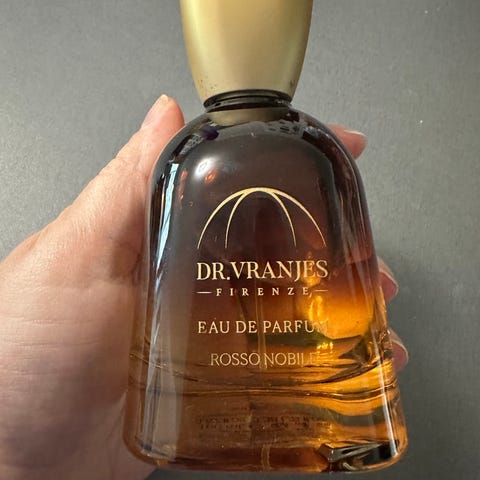 DR.VRANJES
FIRENZE
EAU DE PARFUM
ROSSO NOBILE